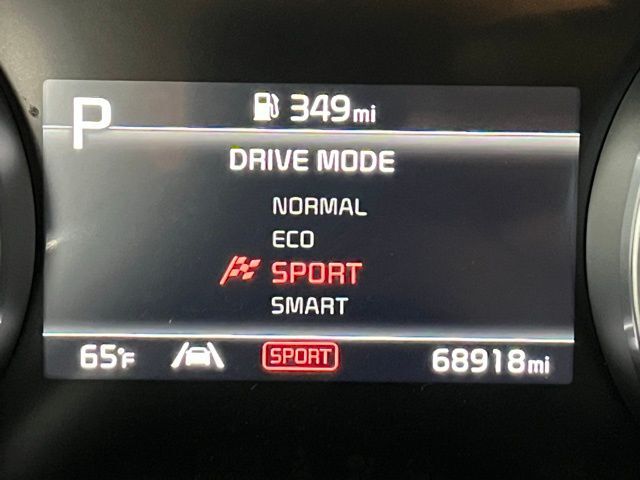 P
349mi
DRIVE MODE
NORMAL
ECO
SPORT
SMART
65°F SPORT 68918mi